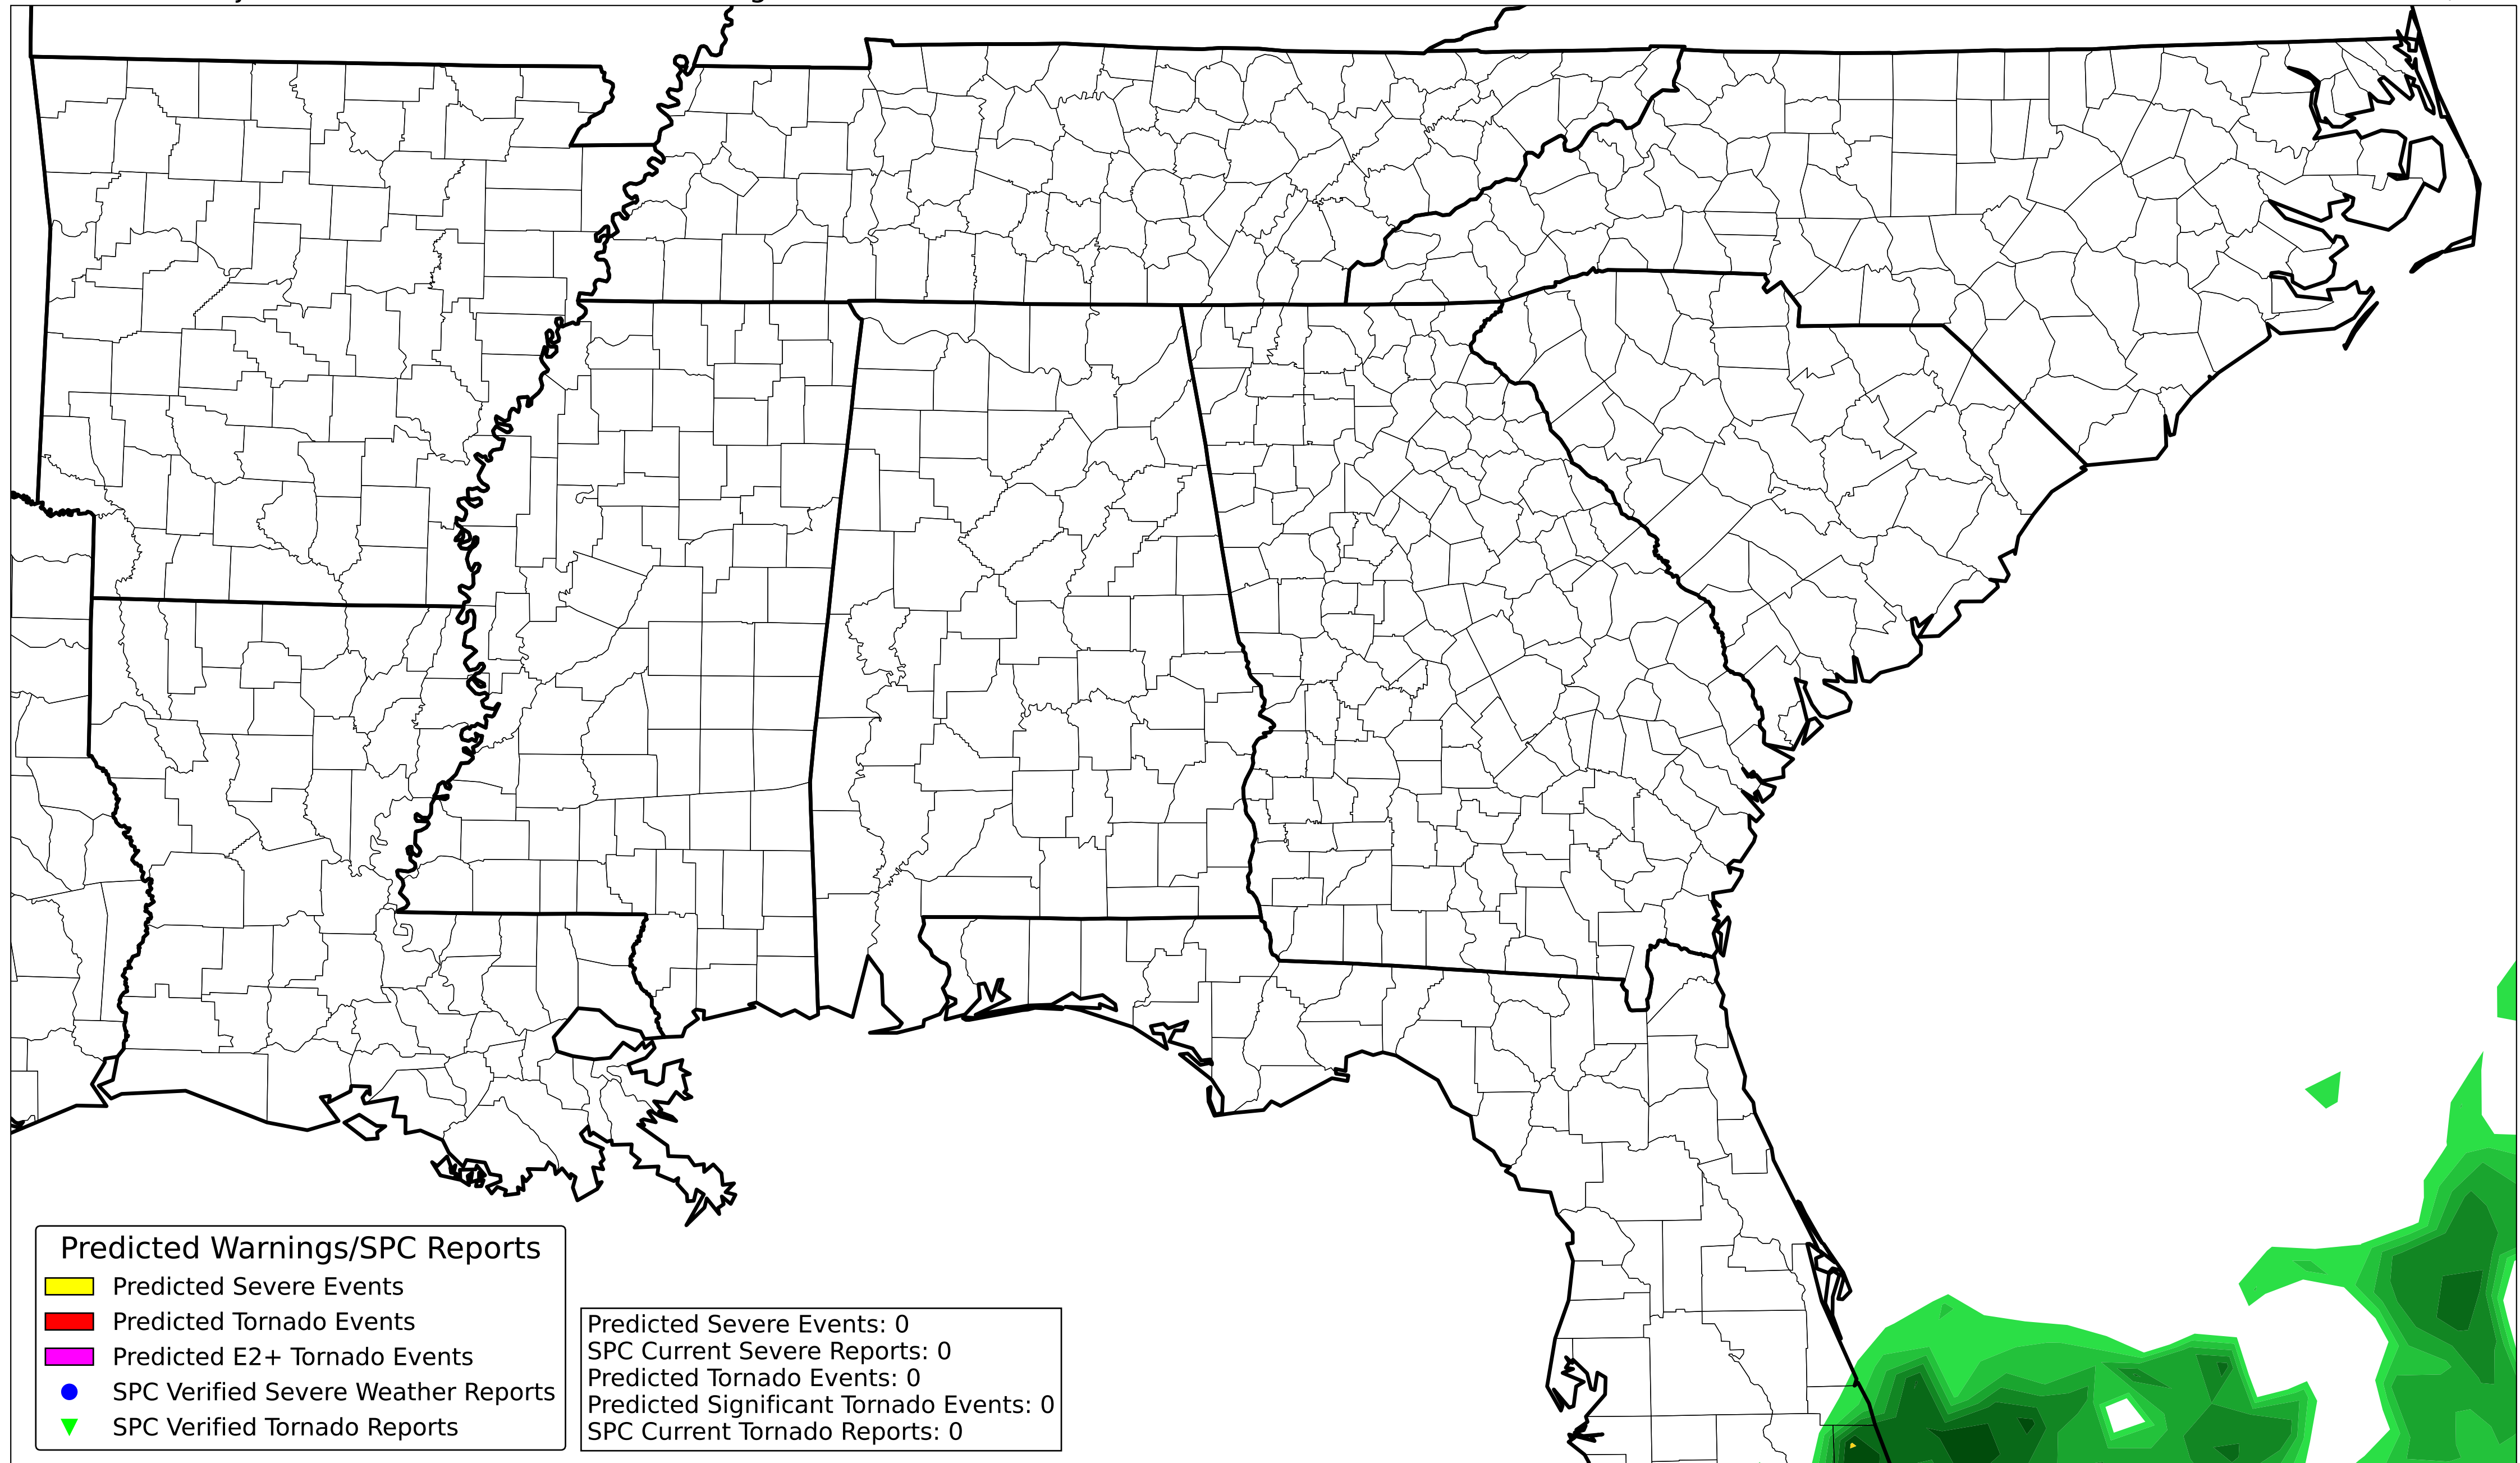 Predicted Warnings/SPC Reports
Predicted Severe Events
Predicted Tornado Events
Predicted E2+ Tornado Events
SPC Verified Severe Weather Reports
SPC Verified Tornado Reports
Predicted Severe Events: 0
SPC Current Severe Reports: 0
Predicted Tornado Events: 0
Predicted Significant Tornado Events: 0
SPC Current Tornado Reports: 0